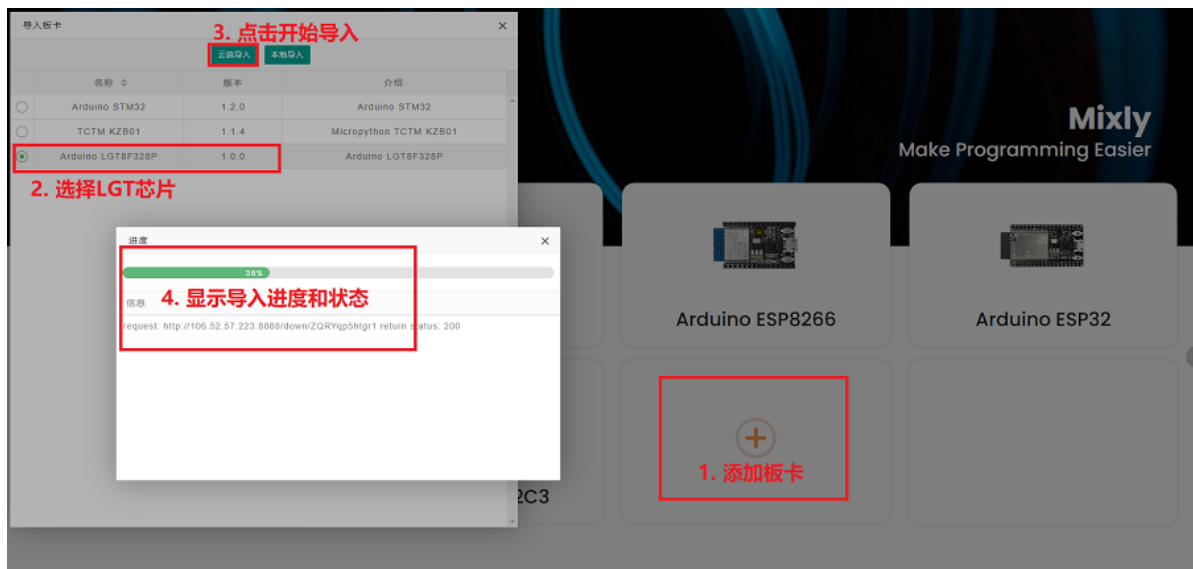 导入板卡
3. 点击开始导入
云端导入 本地导入
名称 版本 介绍
Arduino STM32 1.2.0 Arduino STM32
TCTM KZB01 1.1.4 Micropython TCTM KZB01
Arduino LGT8F328P 1.0.0 Arduino LGT8F328P
2. 选择LGT芯片
进度
36%
信息
4. 显示导入进度和状态
request: http://106.52.57.223:8888/down/ZQRYqp5htgr1 return status: 200
Mixly
Make Programming Easier
Arduino ESP8266
Arduino ESP32
1. 添加板卡
2C3